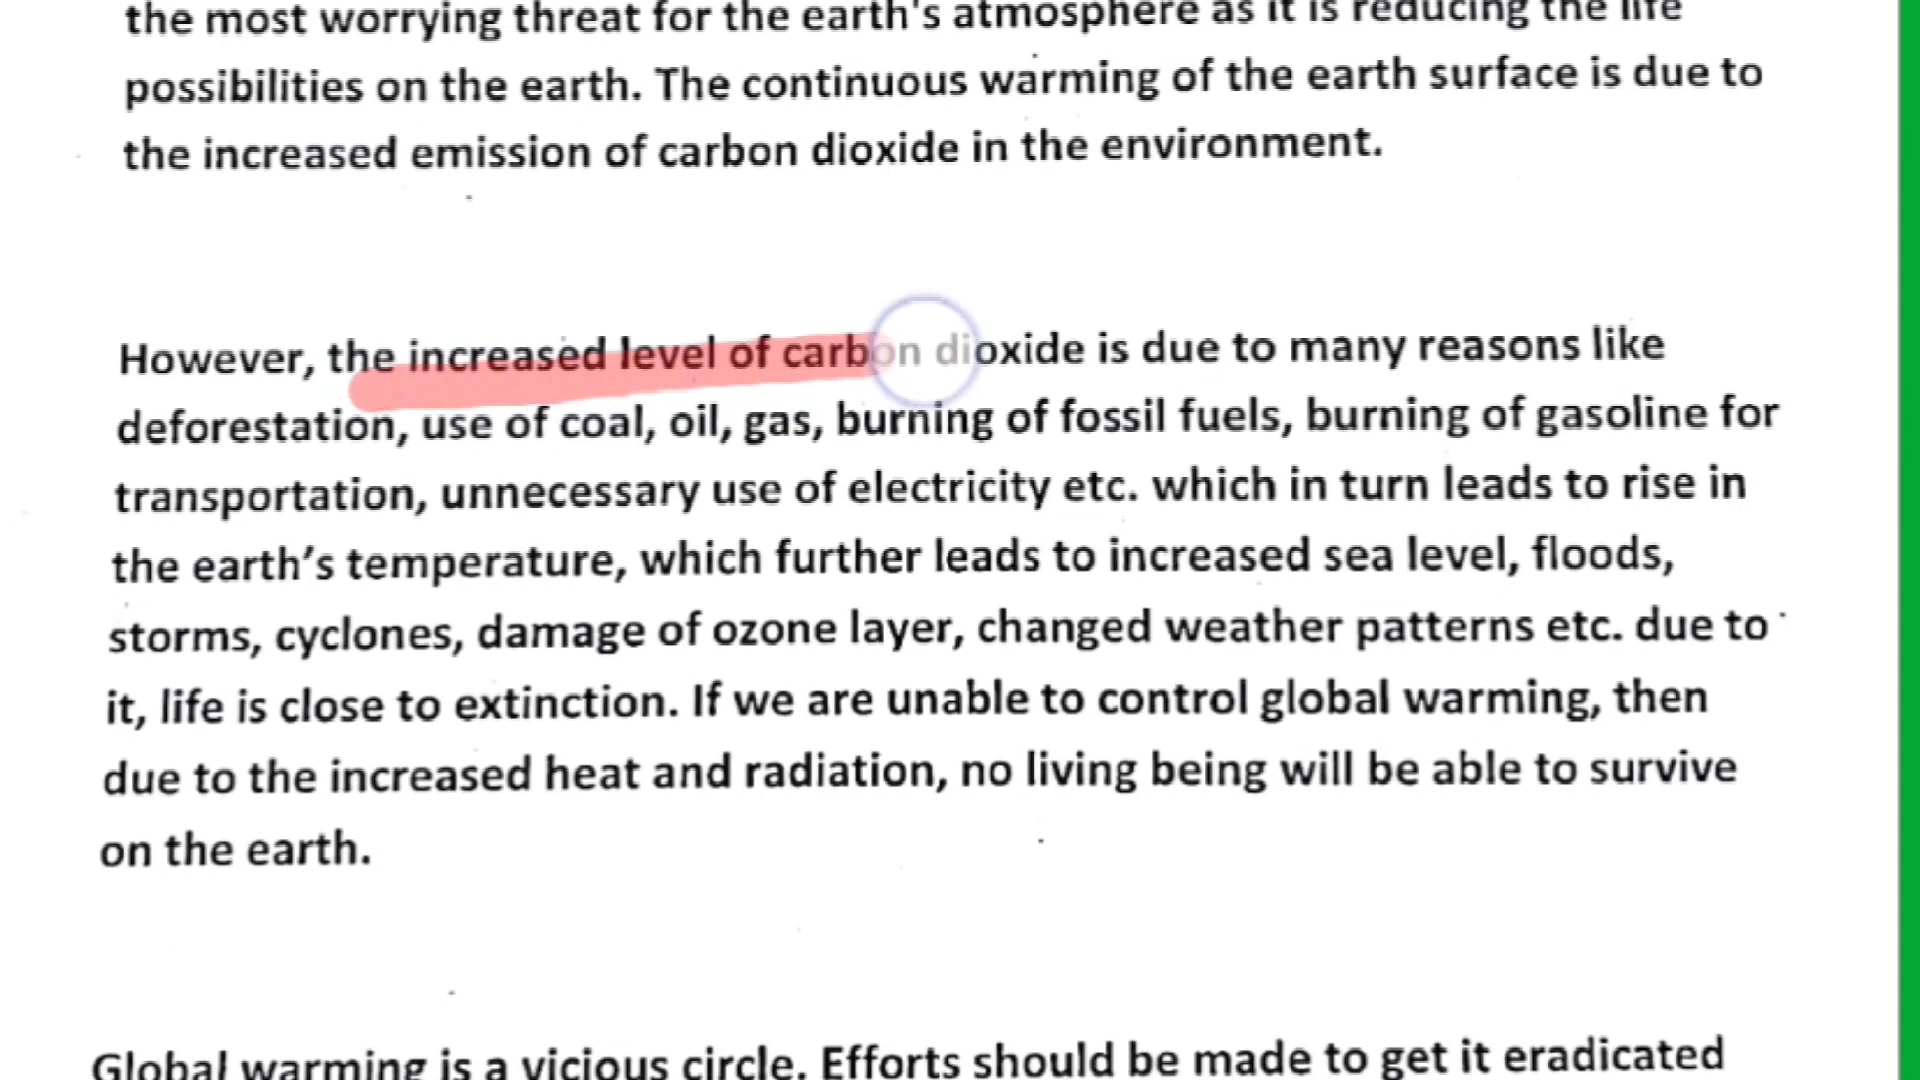 the most worrying threat for the earth's atmosphere as it is reducing the life
possibilities on the earth. The continuous warming of the earth surface is due to
the increased emission of carbon dioxide in the environment.
However, the increased level of carbon dioxide is due to many reasons like
deforestation, use of coal, oil, gas, burning of fossil fuels, burning of gasoline for
transportation, unnecessary use of electricity etc. which in turn leads to rise in
the earth’s temperature, which further leads to increased sea level, floods,
storms, cyclones, damage of ozone layer, changed weather patterns etc. due to
it, life is close to extinction. If we are unable to control global warming, then
due to the increased heat and radiation, no living being will be able to survive
on the earth.
Global warming is a vicious circle. Efforts should be made to get it eradicated